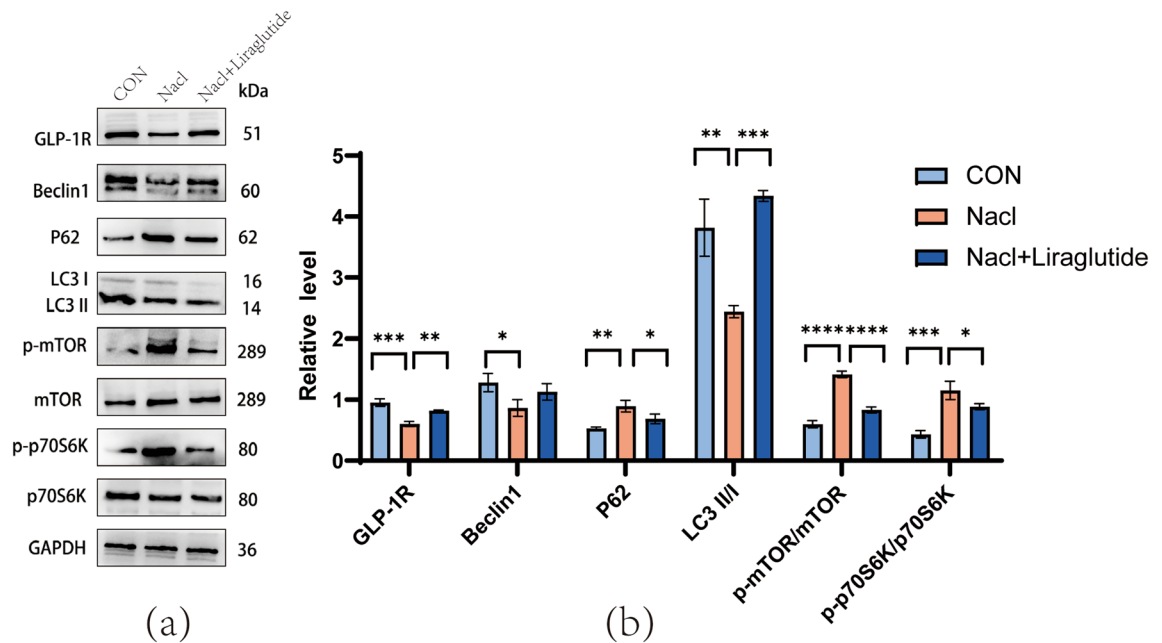 CON Nacl Nacl+Liraglutide
kDa
GLP-1R 51
Beclin1 60
P62 62
LC3 I 16
LC3 II 14
p-mTOR 289
mTOR 289
p-p70S6K 80
p70S6K 80
GAPDH 36
(a)
Relative level
5
4
3
2
1
0
*** **
*
** *
** ***
**** ****
*** *
GLP-1R
Beclin1
P62
LC3 II/I
p-mTOR/mTOR
p-p70S6K/p70S6K
CON
Nacl
Nacl+Liraglutide
(b)